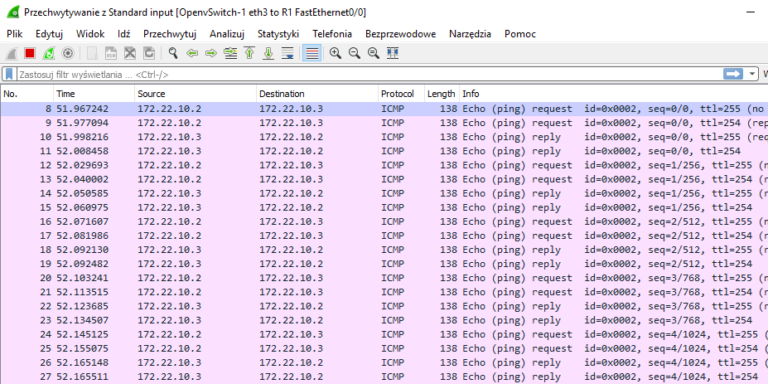 Przechwytywanie z Standard input [OpenvSwitch-1 eth3 to R1 FastEthernet0/0]
Plik Edytuj Widok Idź Przechwytuj Analizuj Statystyki Telefonia Bezprzewodowe Narzędzia Pomoc
Zastosuj filtr wyświetlania … <Ctrl-/>
No. Time Source Destination Protocol Length Info
8 51.967242 172.22.10.2 172.22.10.3 ICMP 138 Echo (ping) request id=0x0002, seq=0/0, ttl=255 (no
9 51.977094 172.22.10.2 172.22.10.3 ICMP 138 Echo (ping) request id=0x0002, seq=0/0, ttl=254 (rep
10 51.998216 172.22.10.3 172.22.10.2 ICMP 138 Echo (ping) reply id=0x0002, seq=0/0, ttl=255 (rec
11 52.008458 172.22.10.3 172.22.10.2 ICMP 138 Echo (ping) reply id=0x0002, seq=0/0, ttl=254
12 52.029693 172.22.10.2 172.22.10.3 ICMP 138 Echo (ping) request id=0x0002, seq=1/256, ttl=255 (
13 52.040002 172.22.10.2 172.22.10.3 ICMP 138 Echo (ping) request id=0x0002, seq=1/256, ttl=254 (
14 52.050585 172.22.10.3 172.22.10.2 ICMP 138 Echo (ping) reply id=0x0002, seq=1/256, ttl=255 (
15 52.060975 172.22.10.3 172.22.10.2 ICMP 138 Echo (ping) reply id=0x0002, seq=1/256, ttl=254
16 52.071607 172.22.10.2 172.22.10.3 ICMP 138 Echo (ping) request id=0x0002, seq=2/512, ttl=255 (
17 52.081986 172.22.10.2 172.22.10.3 ICMP 138 Echo (ping) request id=0x0002, seq=2/512, ttl=254 (
18 52.092130 172.22.10.3 172.22.10.2 ICMP 138 Echo (ping) reply id=0x0002, seq=2/512, ttl=255 (
19 52.092482 172.22.10.3 172.22.10.2 ICMP 138 Echo (ping) reply id=0x0002, seq=2/512, ttl=254
20 52.103241 172.22.10.2 172.22.10.3 ICMP 138 Echo (ping) request id=0x0002, seq=3/768, ttl=255 (
21 52.113515 172.22.10.2 172.22.10.3 ICMP 138 Echo (ping) request id=0x0002, seq=3/768, ttl=254 (
22 52.123685 172.22.10.3 172.22.10.2 ICMP 138 Echo (ping) reply id=0x0002, seq=3/768, ttl=255 (
23 52.134507 172.22.10.3 172.22.10.2 ICMP 138 Echo (ping) reply id=0x0002, seq=3/768, ttl=254
24 52.145125 172.22.10.2 172.22.10.3 ICMP 138 Echo (ping) request id=0x0002, seq=4/1024, ttl=255
25 52.155075 172.22.10.2 172.22.10.3 ICMP 138 Echo (ping) request id=0x0002, seq=4/1024, ttl=254
26 52.165148 172.22.10.3 172.22.10.2 ICMP 138 Echo (ping) reply id=0x0002, seq=4/1024, ttl=255
27 52.165511 172.22.10.3 172.22.10.2 ICMP 138 Echo (ping) reply id=0x0002, seq=4/1024, ttl=254